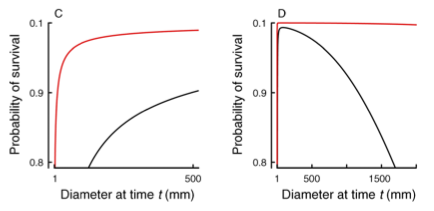 C
Probability of survival
0.1
0.9
0.8
1
500
Diameter at time t (mm)
D
Probability of survival
0.1
0.9
0.8
1
500
1500
Diameter at time t (mm)